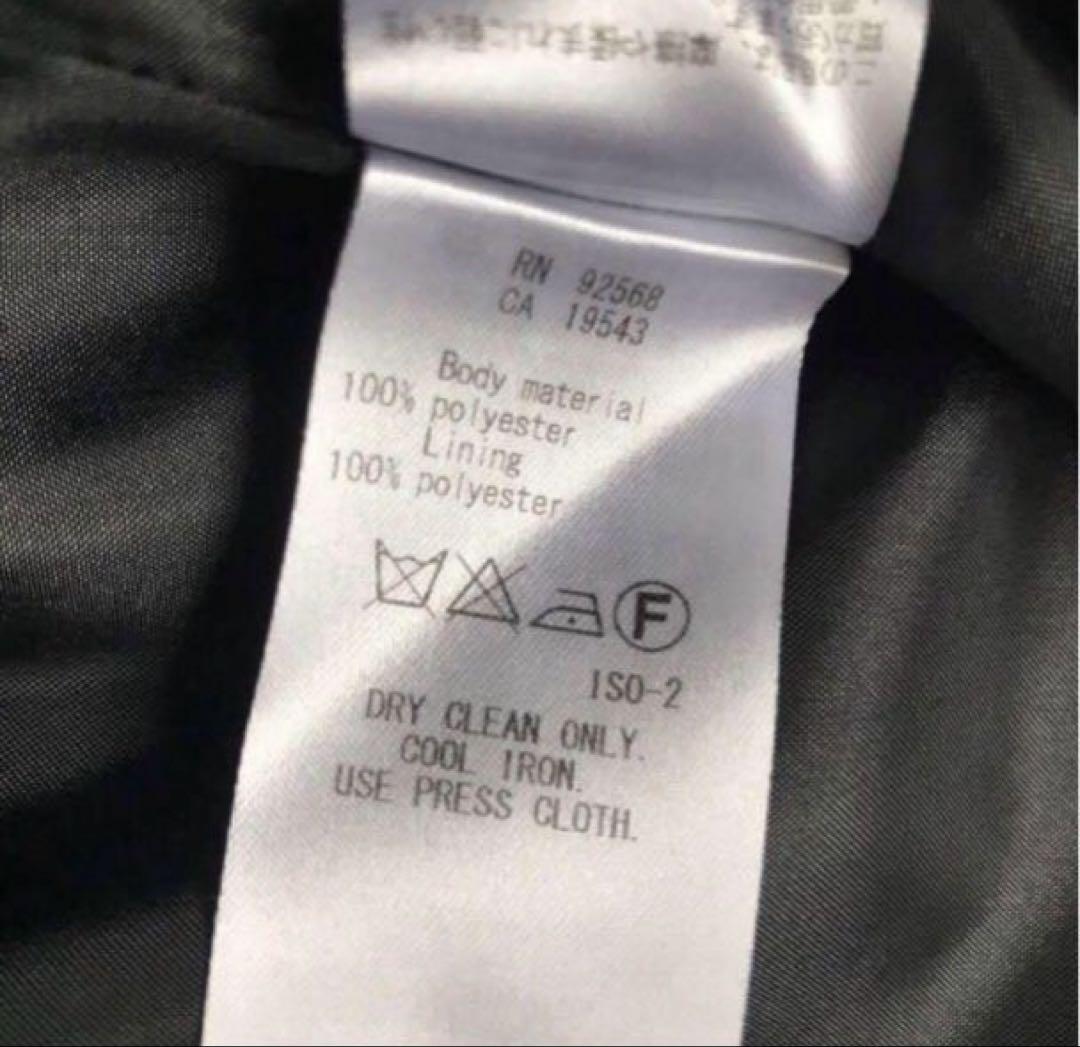 RN 92568
CA 19543
Body material
100% polyester
Lining
100% polyester
F
ISO-2
DRY CLEAN ONLY.
COOL IRON.
USE PRESS CLOTH.